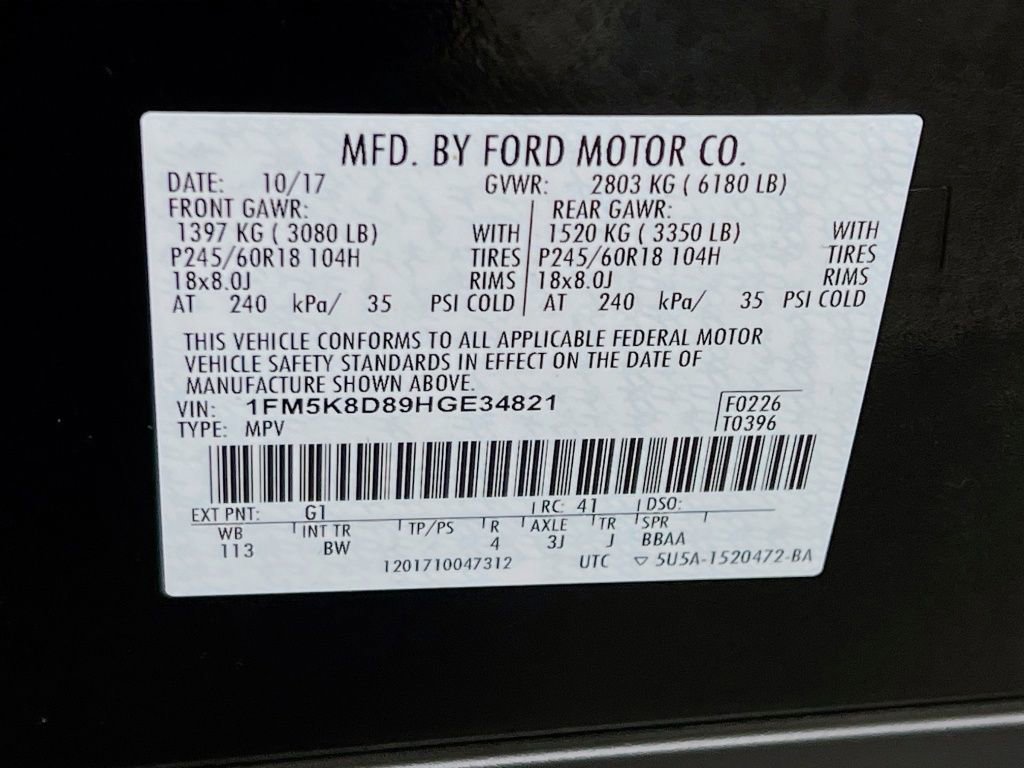 MFD. BY FORD MOTOR CO.
DATE: 10/17 GVWR: 2803 KG ( 6180 LB)
FRONT GAWR: REAR GAWR:
1397 KG ( 3080 LB) WITH 1520 KG ( 3350 LB) WITH
P245/60R18 104H TIRES P245/60R18 104H TIRES
18x8.0J RIMS 18x8.0J RIMS
AT 240 kPa/ 35 PSI COLD AT 240 kPa/ 35 PSI COLD
THIS VEHICLE CONFORMS TO ALL APPLICABLE FEDERAL MOTOR
VEHICLE SAFETY STANDARDS IN EFFECT ON THE DATE OF
MANUFACTURE SHOWN ABOVE.
VIN: 1FM5K8D89HGE34821 F0226
TYPE: MPV T0396
EXT PNT: G1 RC: 41 DSO:
WB INT TR TP/PS R AXLE TR SPR
113 BW 4 3J J BBAA
1201710047312 UTC ▽ 5U5A-1520472-BA